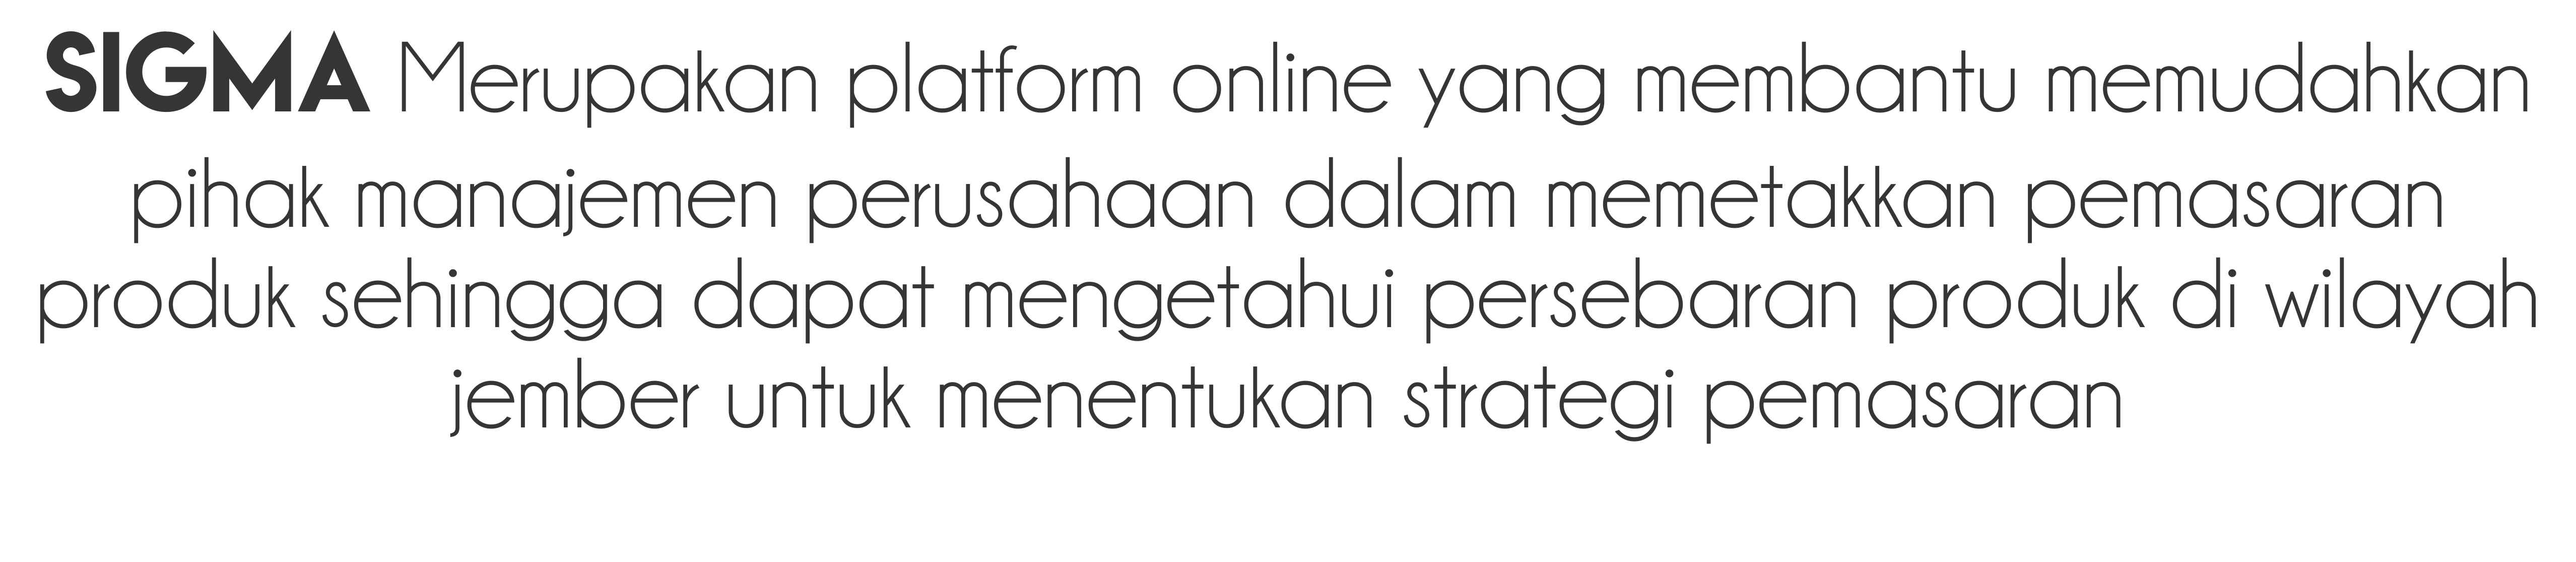 SIGMA Merupakan platform online yang membantu memudahkan
pihak manajemen perusahaan dalam memetakkan pemasaran
produk sehingga dapat mengetahui persebaran produk di wilayah
jember untuk menentukan strategi pemasaran